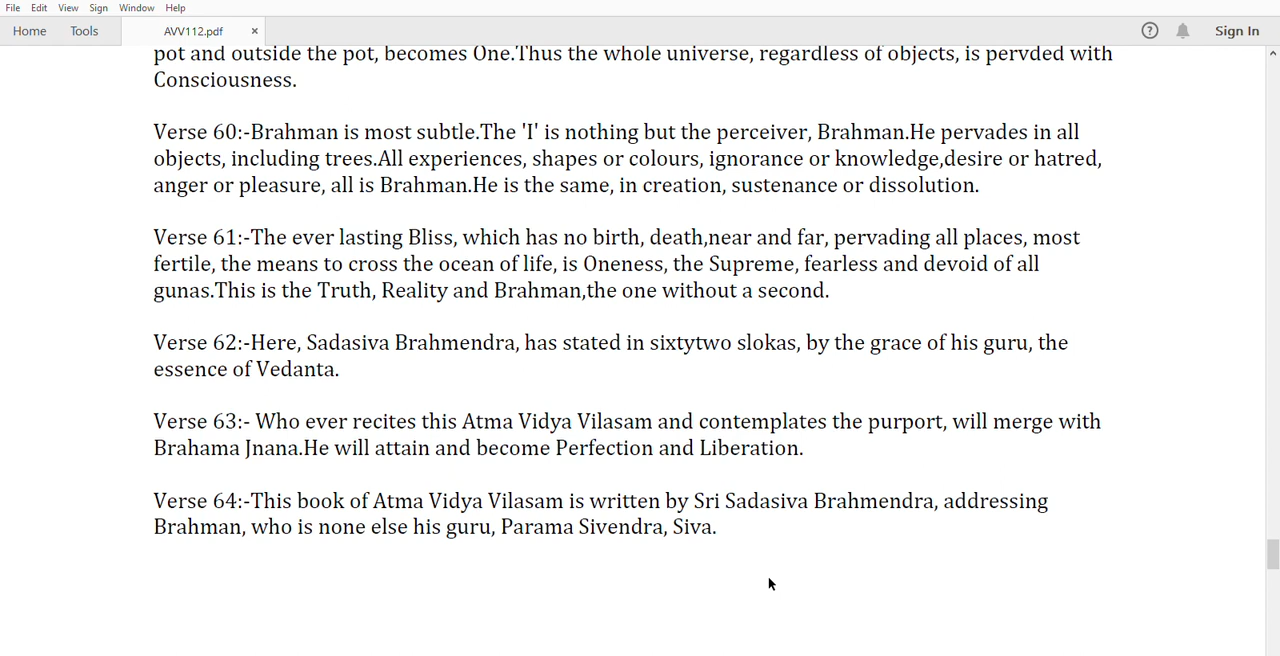 File Edit View Sign Window Help
Home Tools AVV112.pdf × ? Sign In
pot and outside the pot, becomes One.Thus the whole universe, regardless of objects, is pervded with
Consciousness.
Verse 60:-Brahman is most subtle.The 'I' is nothing but the perceiver, Brahman.He pervades in all
objects, including trees.All experiences, shapes or colours, ignorance or knowledge,desire or hatred,
anger or pleasure, all is Brahman.He is the same, in creation, sustenance or dissolution.
Verse 61:-The ever lasting Bliss, which has no birth, death,near and far, pervading all places, most
fertile, the means to cross the ocean of life, is Oneness, the Supreme, fearless and devoid of all
gunas.This is the Truth, Reality and Brahman,the one without a second.
Verse 62:-Here, Sadasiva Brahmendra, has stated in sixtytwo slokas, by the grace of his guru, the
essence of Vedanta.
Verse 63:- Who ever recites this Atma Vidya Vilasam and contemplates the purport, will merge with
Brahama Jnana.He will attain and become Perfection and Liberation.
Verse 64:-This book of Atma Vidya Vilasam is written by Sri Sadasiva Brahmendra, addressing
Brahman, who is none else his guru, Parama Sivendra, Siva.